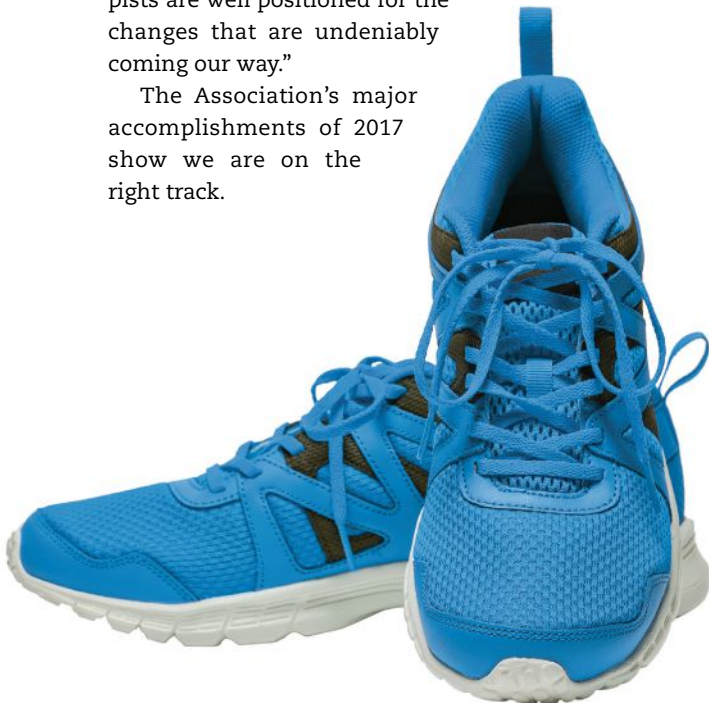 pists are well positioned for the
changes that are undeniably
coming our way.”
The Association’s major
accomplishments of 2017
show we are on the
right track.